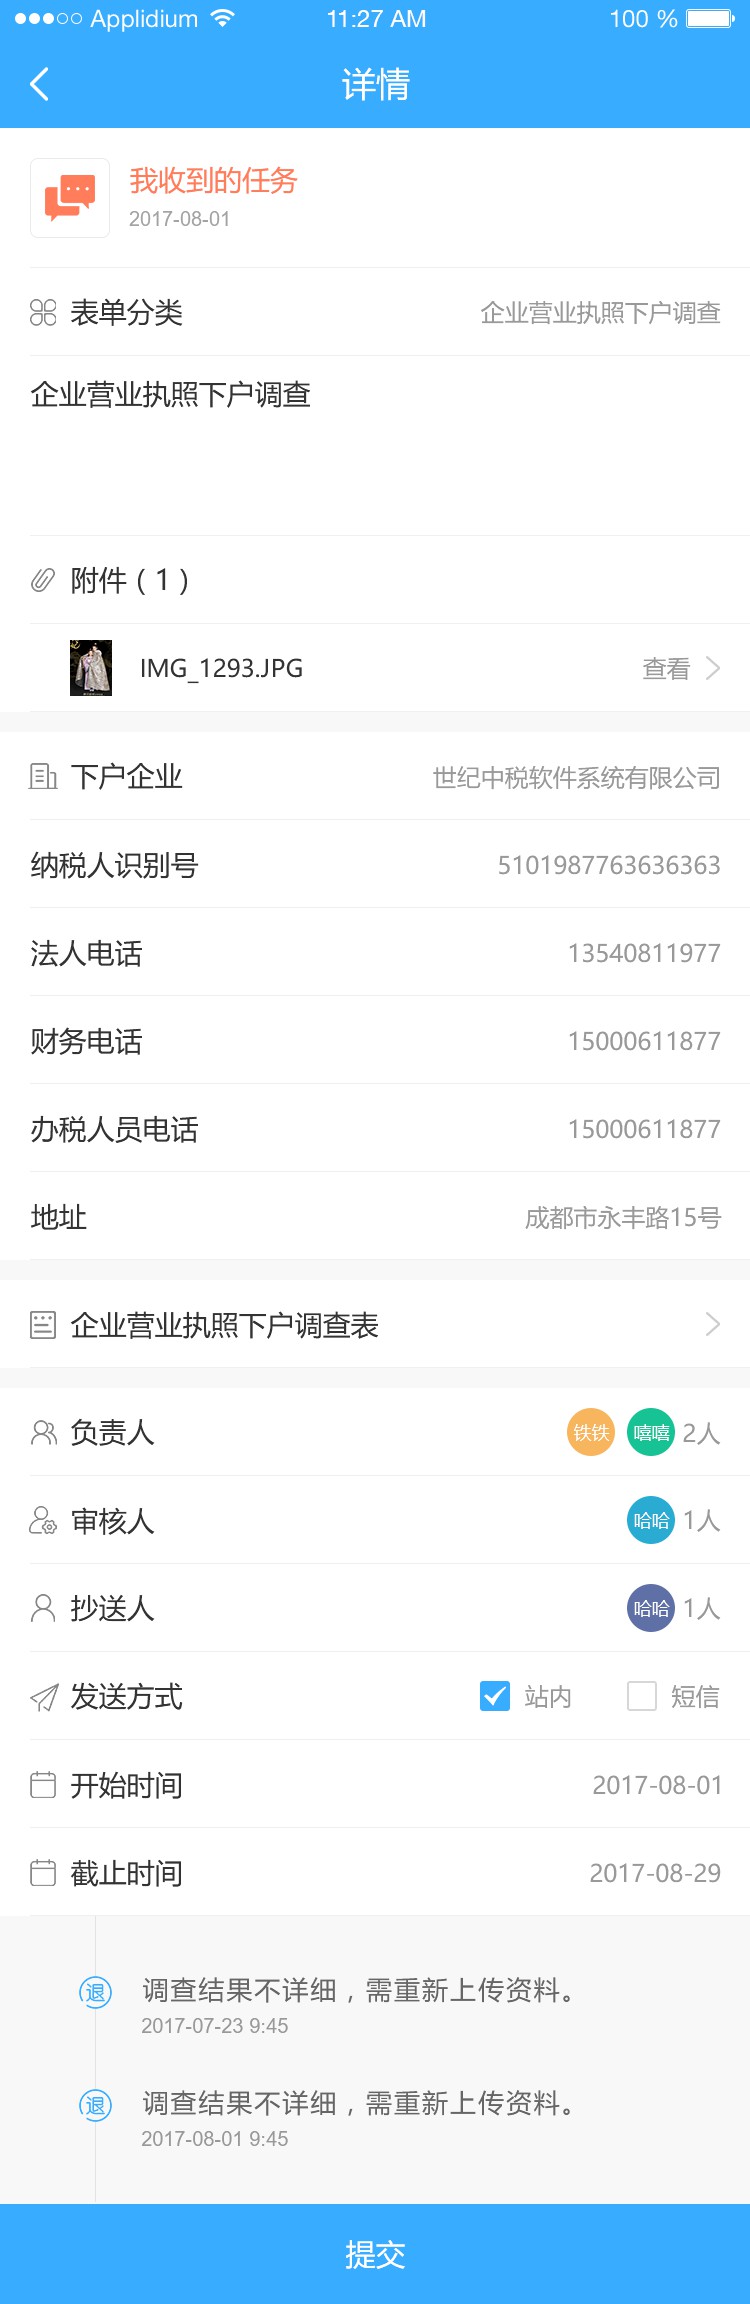 Applidium 11:27 AM 100 %
详情
我收到的任务
2017-08-01
表单分类 企业营业执照下户调查
企业营业执照下户调查
附件（1）
IMG_1293.JPG 查看
下户企业 世纪中税软件系统有限公司
纳税人识别号 5101987763636363
法人电话 13540811977
财务电话 15000611877
办税人员电话 15000611877
地址 成都市永丰路15号
企业营业执照下户调查表
负责人 铁铁 嘻嘻 2人
审核人 哈哈 1人
抄送人 哈哈 1人
发送方式 站内 短信
开始时间 2017-08-01
截止时间 2017-08-29
退 调查结果不详细，需重新上传资料。
2017-07-23 9:45
退 调查结果不详细，需重新上传资料。
2017-08-01 9:45
提交